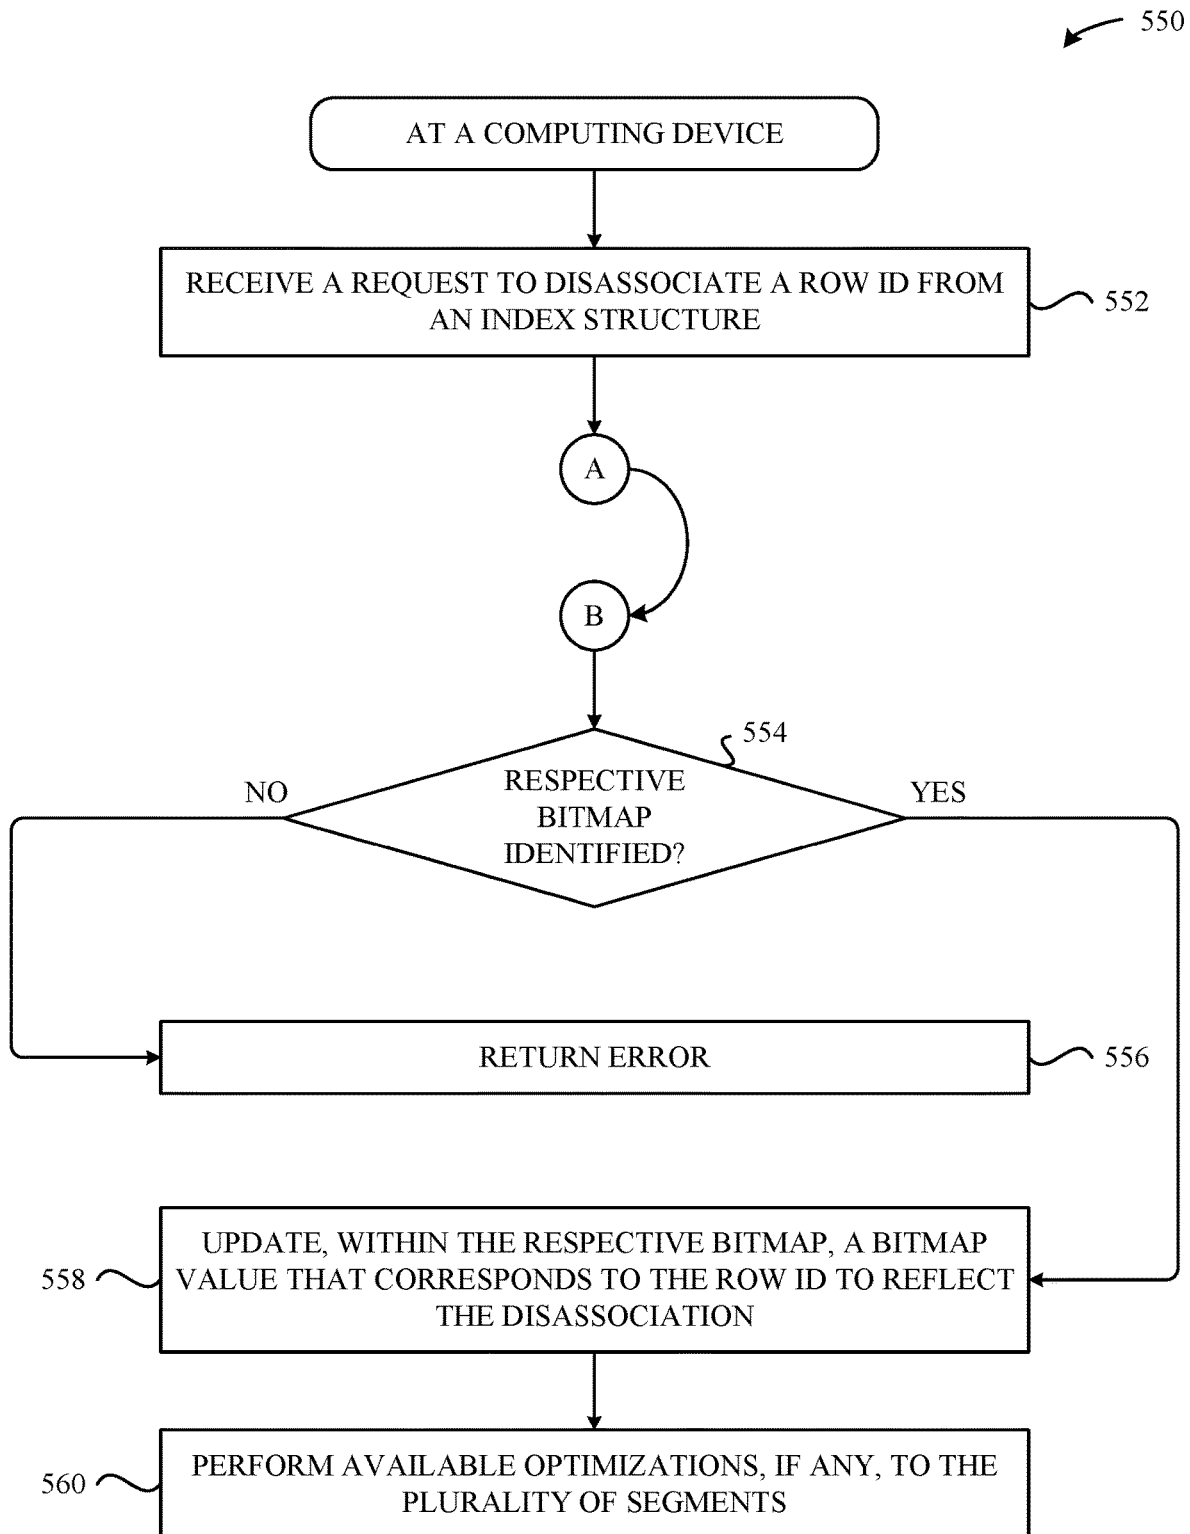 550
AT A COMPUTING DEVICE
RECEIVE A REQUEST TO DISASSOCIATE A ROW ID FROM
AN INDEX STRUCTURE
552
A
B
554
NO
RESPECTIVE
BITMAP
IDENTIFIED?
YES
RETURN ERROR
556
UPDATE, WITHIN THE RESPECTIVE BITMAP, A BITMAP
VALUE THAT CORRESPONDS TO THE ROW ID TO REFLECT
THE DISASSOCIATION
558
PERFORM AVAILABLE OPTIMIZATIONS, IF ANY, TO THE
PLURALITY OF SEGMENTS
560